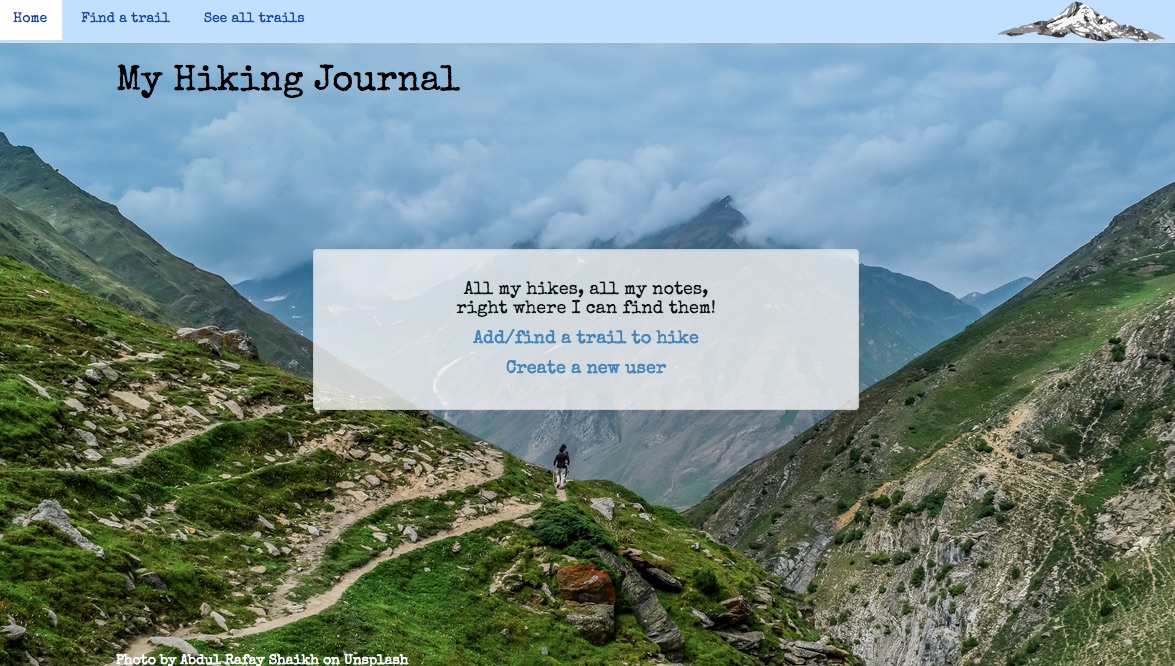 Home Find a trail See all trails
My Hiking Journal
All my hikes, all my notes,
right where I can find them!
Add/find a trail to hike
Create a new user
Photo by Abdul Rafay Shaikh on Unsplash